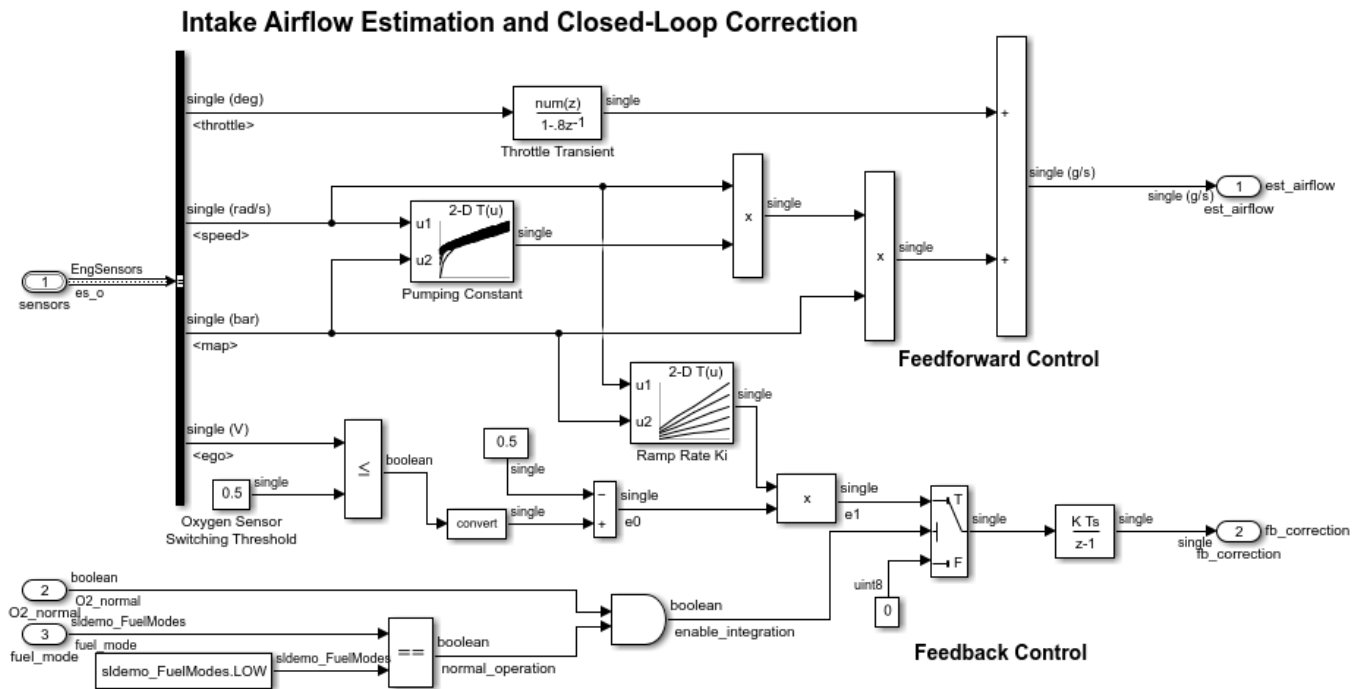 Intake Airflow Estimation and Closed-Loop Correction
single (deg)
<throttle>
num(z)
1-.8z-1
Throttle Transient
single
+
single (rad/s)
<speed>
u1
u2
2-D T(u)
Pumping Constant
single
x
single
x
single
+
single (g/s)
single (g/s)
1
est_airflow
est_airflow
1
sensors
EngSensors
es_o
single (bar)
<map>
Feedforward Control
u1
u2
2-D T(u)
Ramp Rate Ki
single
single (V)
<ego>
0.5
single
Oxygen Sensor
Switching Threshold
≤
boolean
convert
single
0.5
single
−
+
single
e0
x
single
e1
T
F
single
K Ts
z-1
single
single
2
fb_correction
fb_correction
uint8
0
2
O2_normal
boolean
O2_normal
3
fuel_mode
sldemo_FuelModes
fuel_mode
sldemo_FuelModes.LOW
sldemo_FuelModes
==
boolean
normal_operation
boolean
enable_integration
Feedback Control